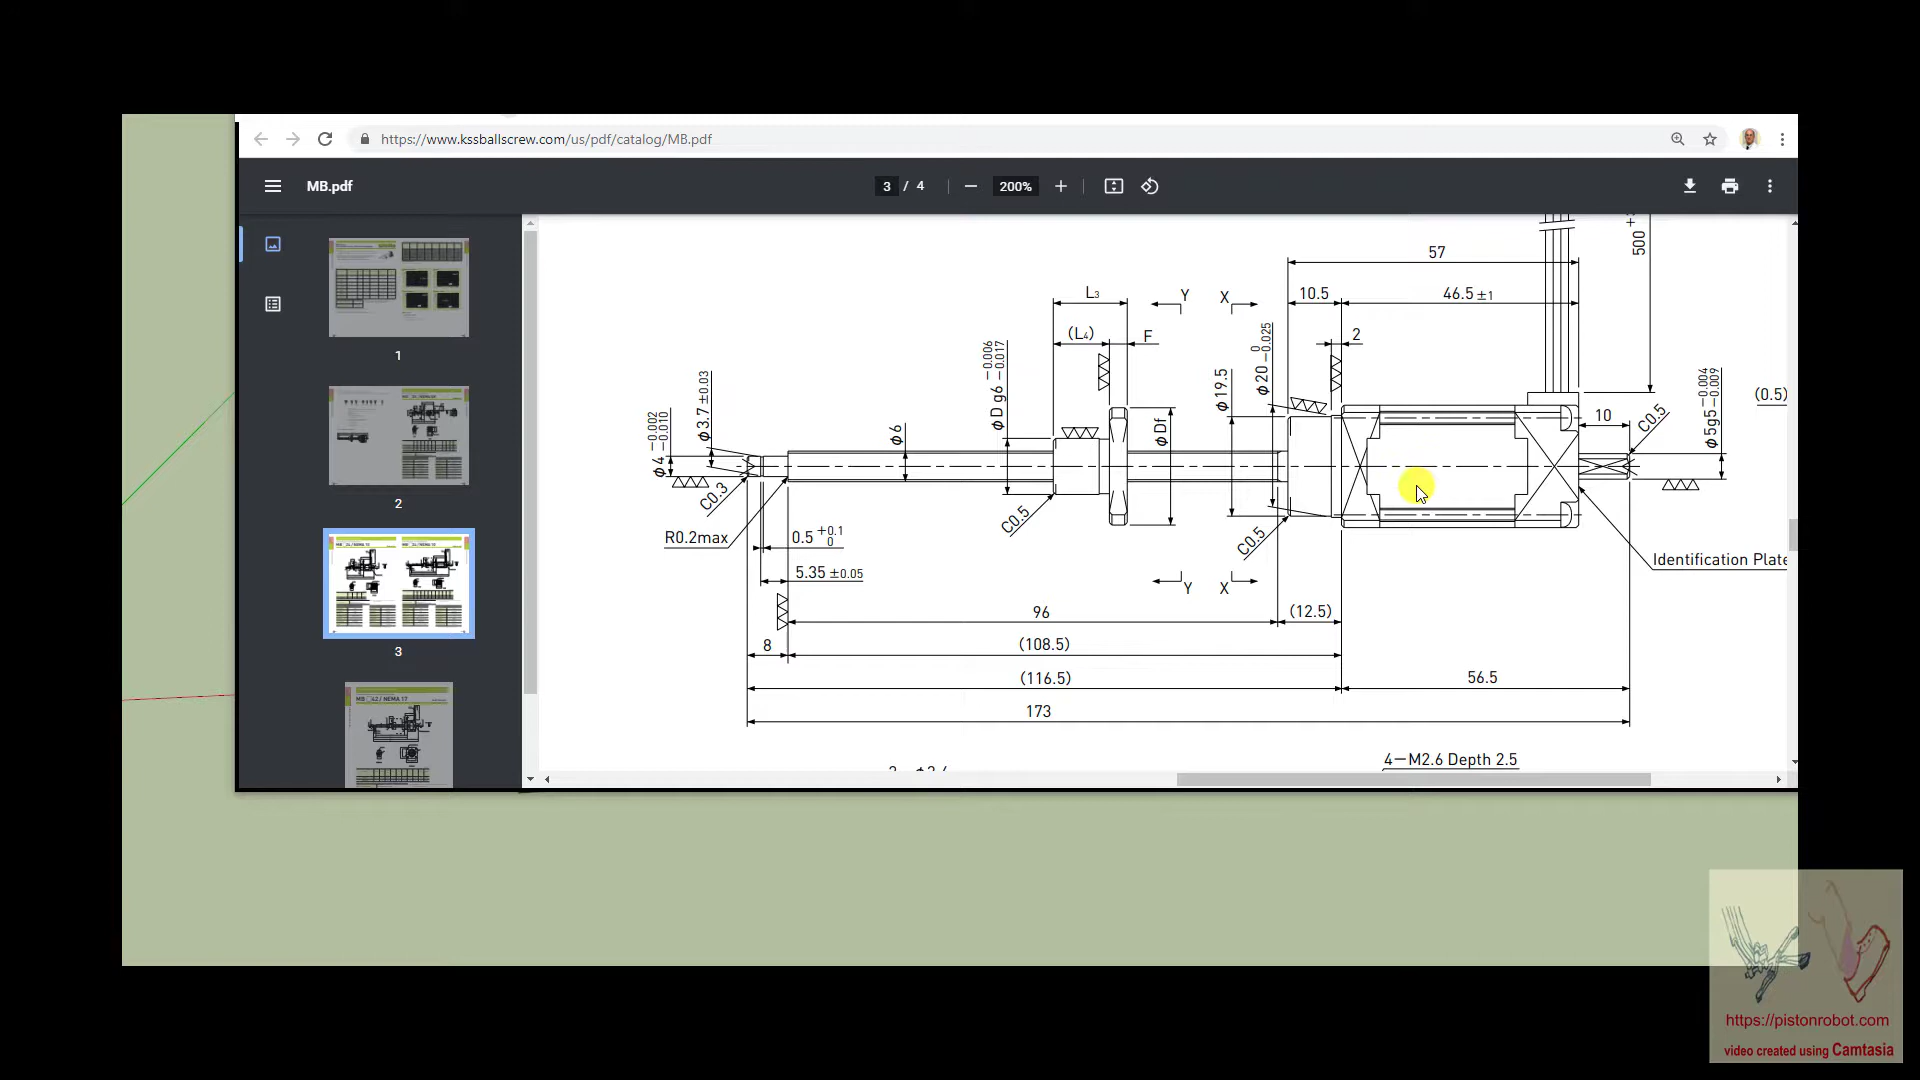 https://www.kssballscrew.com/us/pdf/catalog/MB.pdf
MB.pdf
3 / 4
200%
1
2
3
MB□42 / NEMA 17
500
57
10.5
46.5 ±1
2
L3
(L4)
F
Y
X
φ4 -0.002 -0.010
φ3.7 ±0.03
φ6
φD g6 -0.006 -0.017
φDf
φ19.5
φ20 0 -0.025
10
C0.5
φ5g5 -0.004 -0.009
(0.5)
C0.3
R0.2max
0.5 +0.1 0
5.35 ±0.05
C0.5
C0.5
Y
X
Identification Plate
96
(12.5)
8
(108.5)
(116.5)
56.5
173
4-M2.6 Depth 2.5
https://pistonrobot.com
video created using Camtasia